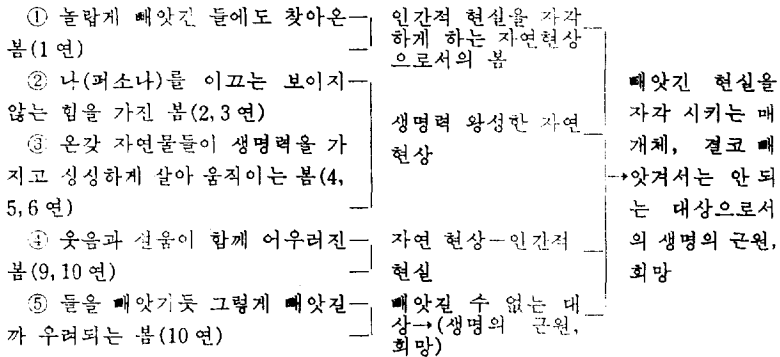 ① 놀랍게 빼앗긴 들에도 찾아온
봄(1연)
② 나(퍼소나)를 이끄는 보이지
않는 힘을 가진 봄(2, 3연)
③ 온갖 자연물들이 생명력을 가
지고 싱싱하게 살아 움직이는 봄(4,
5, 6연)
④ 웃음과 설움이 함께 어우러진
봄(9, 10연)
⑤ 들을 빼앗기듯 그렇게 빼앗길
까 우려되는 봄(10연)
인간적 현실을 자각
하게 하는 자연현상
으로서의 봄
생명력 왕성한 자연
현상
자연 현상-인간적
현실
빼앗길 수 없는 대
상→(생명의 근원,
희망)
빼앗긴 현실을
자각 시키는 매
개체, 결코 빼
→앗겨서는 안 되
는 대상으로서
의 생명의 근원,
희망